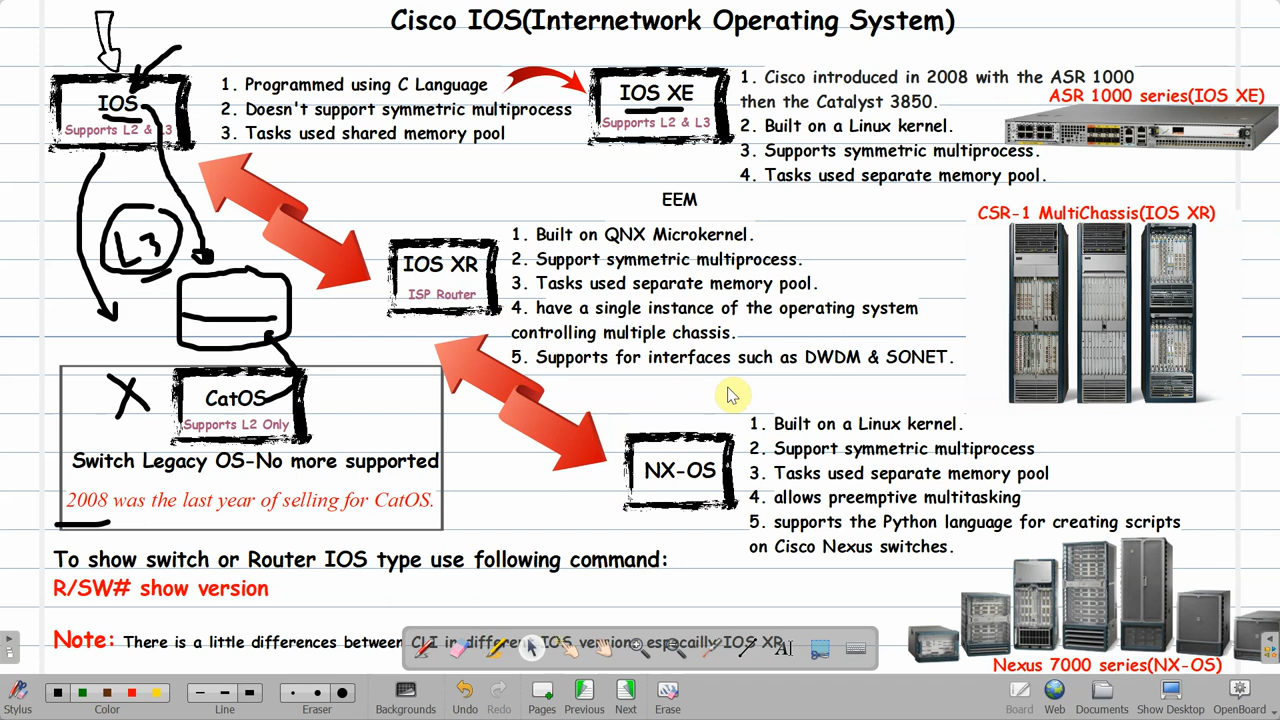 Cisco IOS(Internetwork Operating System)
IOS
Supports L2 & L3
1. Programmed using C Language
2. Doesn't support symmetric multiprocess
3. Tasks used shared memory pool
IOS XE
Supports L2 & L3
1. Cisco introduced in 2008 with the ASR 1000
then the Catalyst 3850.
2. Built on a Linux kernel.
3. Supports symmetric multiprocess.
4. Tasks used separate memory pool.
ASR 1000 series(IOS XE)
EEM
L3
IOS XR
ISP Router
1. Built on QNX Microkernel.
2. Support symmetric multiprocess.
3. Tasks used separate memory pool.
4. have a single instance of the operating system
controlling multiple chassis.
5. Supports for interfaces such as DWDM & SONET.
CSR-1 MultiChassis(IOS XR)
X
CatOS
Supports L2 Only
Switch Legacy OS-No more supported
2008 was the last year of selling for CatOS.
NX-OS
1. Built on a Linux kernel.
2. Support symmetric multiprocess
3. Tasks used separate memory pool
4. allows preemptive multitasking
5. supports the Python language for creating scripts
on Cisco Nexus switches.
Nexus 7000 series(NX-OS)
To show switch or Router IOS type use following command:
R/SW# show version
Note: There is a little differences between CLI in different IOS version especailly IOS XR
Stylus
Color
Line
Eraser
Backgrounds
Undo
Redo
Pages
Previous
Next
Erase
Board
Web
Documents
Show Desktop
OpenBoard